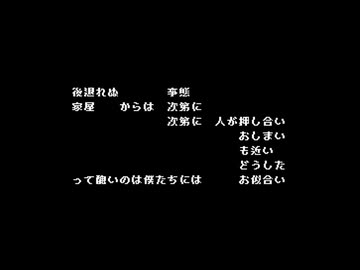 後退れぬ 事態
家屋 からは 次第に
次第に 人が押し合い
おしまい
も近い
どうした
って醜いのは僕たちには お似合い